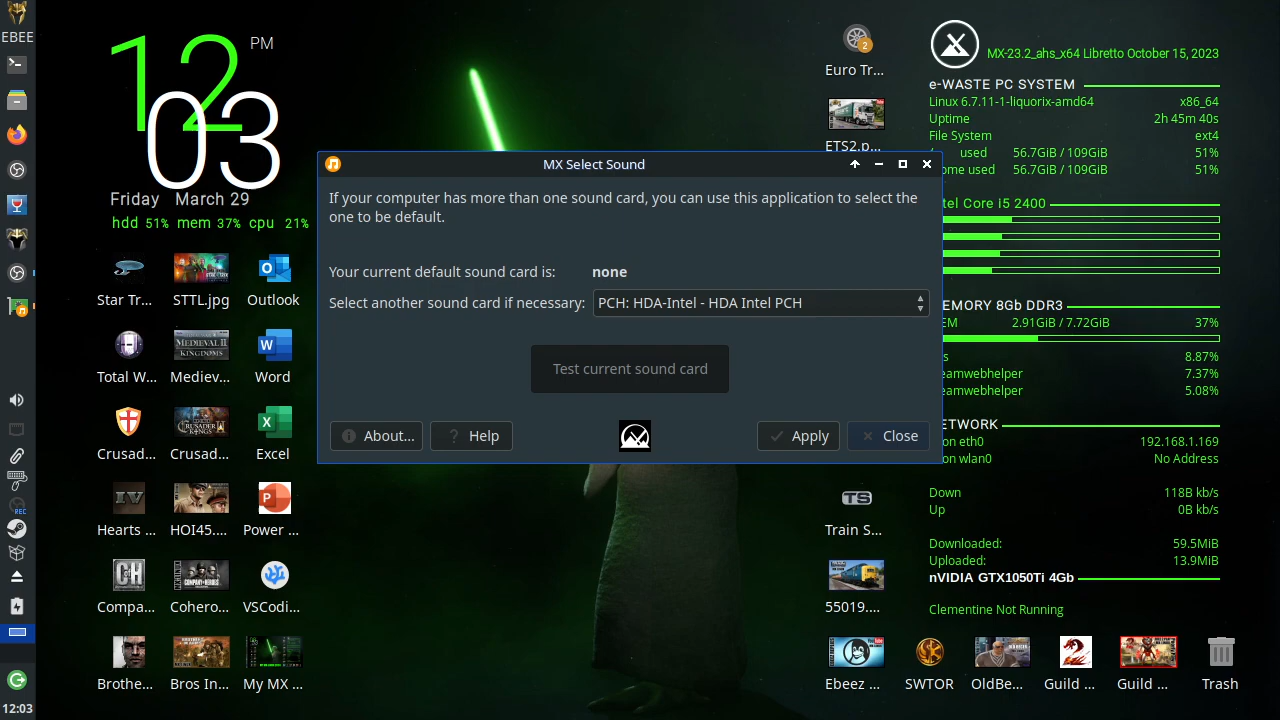 EBEE
12
PM
03
Friday March 29
hdd 51% mem 37% cpu 21%
Star Tr...
STTL.jpg
Outlook
Total W...
Mediev...
Word
Crusad...
Crusad...
Excel
Hearts ...
HOI45....
Power ...
Compa...
Cohero...
VSCodi...
Brothe...
Bros In...
My MX ...
REC
12:03
MX Select Sound
If your computer has more than one sound card, you can use this application to select the
one to be default.
Your current default sound card is: none
Select another sound card if necessary: PCH: HDA-Intel - HDA Intel PCH
Test current sound card
About...
Help
Apply
Close
2
Euro Tr...
ETS2.p...
TS
Train S...
55019....
Ebeez ...
SWTOR
OldBe...
Guild ...
Guild ...
Trash
MX-23.2_ahs_x64 Libretto October 15, 2023
e-WASTE PC SYSTEM
Linux 6.7.11-1-liquorix-amd64 x86_64
Uptime 2h 45m 40s
File System ext4
/ used 56.7GiB / 109GiB 51%
ome used 56.7GiB / 109GiB 51%
tel Core i5 2400
EMORY 8Gb DDR3
EM 2.91GiB / 7.72GiB 37%
s 8.87%
eamwebhelper 7.37%
eamwebhelper 5.08%
ETWORK
on eth0 192.168.1.169
on wlan0 No Address
Down 118B kb/s
Up 0B kb/s
Downloaded: 59.5MiB
Uploaded: 13.9MiB
nVIDIA GTX1050Ti 4Gb
Clementine Not Running